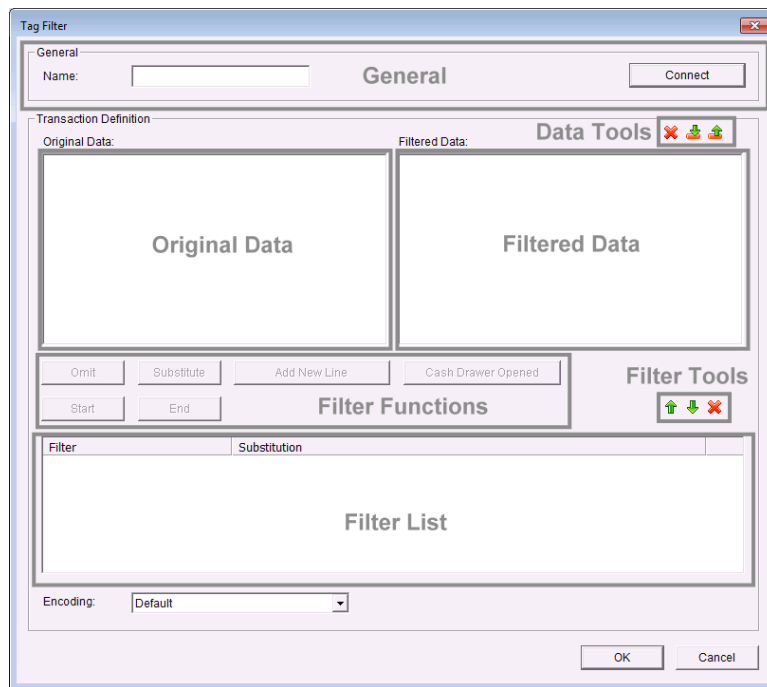 Tag Filter
General
Name: General Connect
Transaction Definition
Original Data: Filtered Data: Data Tools
Original Data Filtered Data
Omit Substitute Add New Line Cash Drawer Opened Filter Tools
Start End Filter Functions
Filter Substitution
Filter List
Encoding: Default
OK Cancel